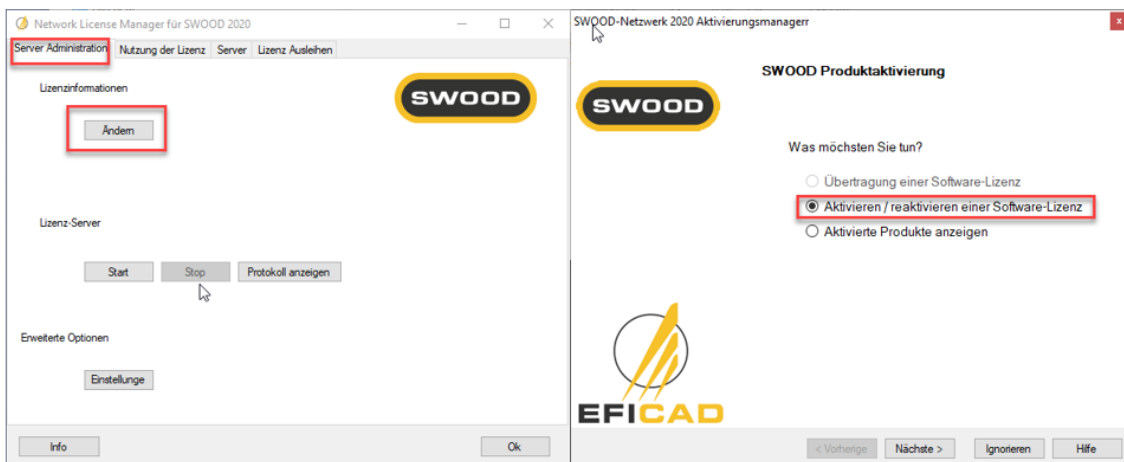 Network License Manager für SWOOD 2020
Server Administration Nutzung der Lizenz Server Lizenz Ausleihen
Lizenzinformationen
SWOOD
Ändern
Lizenz-Server
Start Stop Protokoll anzeigen
Erweiterte Optionen
Einstellunge
Info Ok
SWOOD-Netzwerk 2020 Aktivierungsmanagerr
SWOOD Produktaktivierung
SWOOD
Was möchsten Sie tun?
Übertragung einer Software-Lizenz
Aktivieren / reaktivieren einer Software-Lizenz
Aktivierte Produkte anzeigen
EFICAD
< Vorherige Nächste > Ignorieren Hilfe